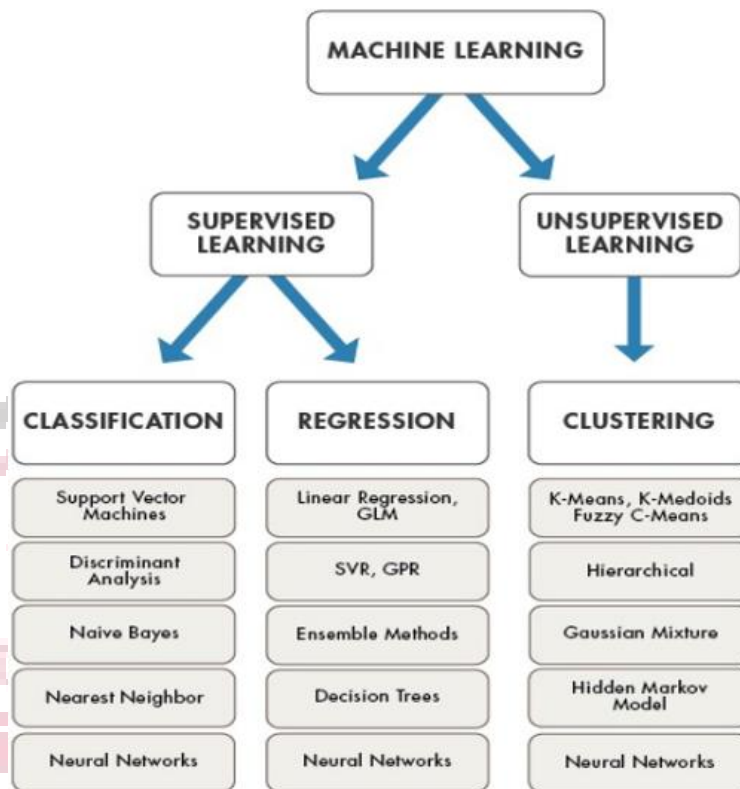 MACHINE LEARNING
SUPERVISED
LEARNING
UNSUPERVISED
LEARNING
CLASSIFICATION
Support Vector
Machines
Discriminant
Analysis
Naive Bayes
Nearest Neighbor
Neural Networks
REGRESSION
Linear Regression,
GLM
SVR, GPR
Ensemble Methods
Decision Trees
Neural Networks
CLUSTERING
K-Means, K-Medoids
Fuzzy C-Means
Hierarchical
Gaussian Mixture
Hidden Markov
Model
Neural Networks